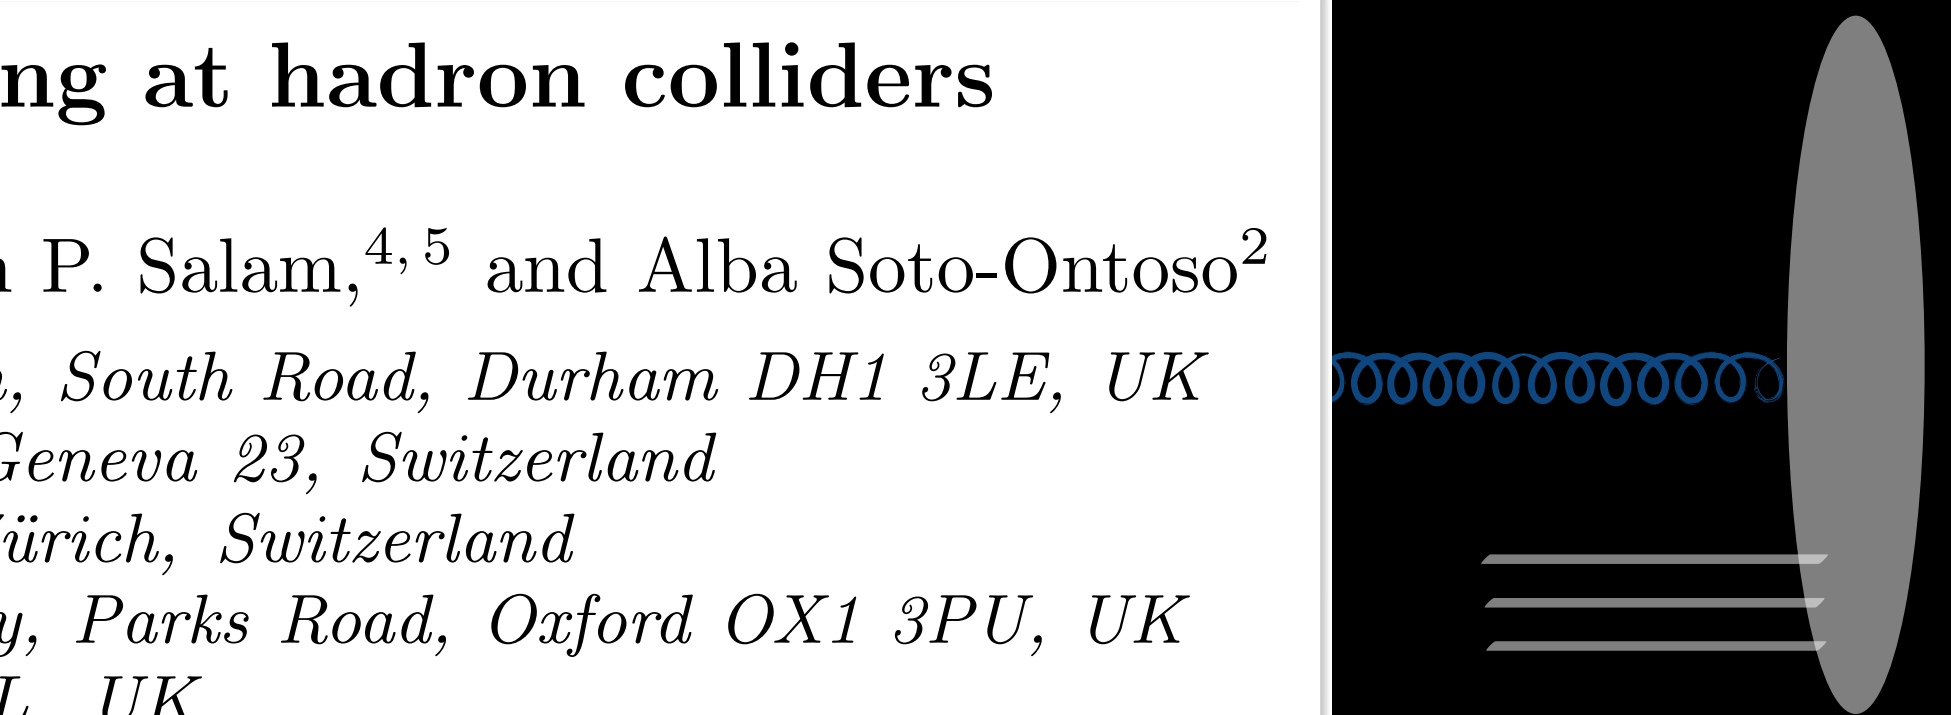 ng at hadron colliders
P. Salam,4, 5 and Alba Soto-Ontoso2
, South Road, Durham DH1 3LE, UK
Geneva 23, Switzerland
ürich, Switzerland
y, Parks Road, Oxford OX1 3PU, UK
UK